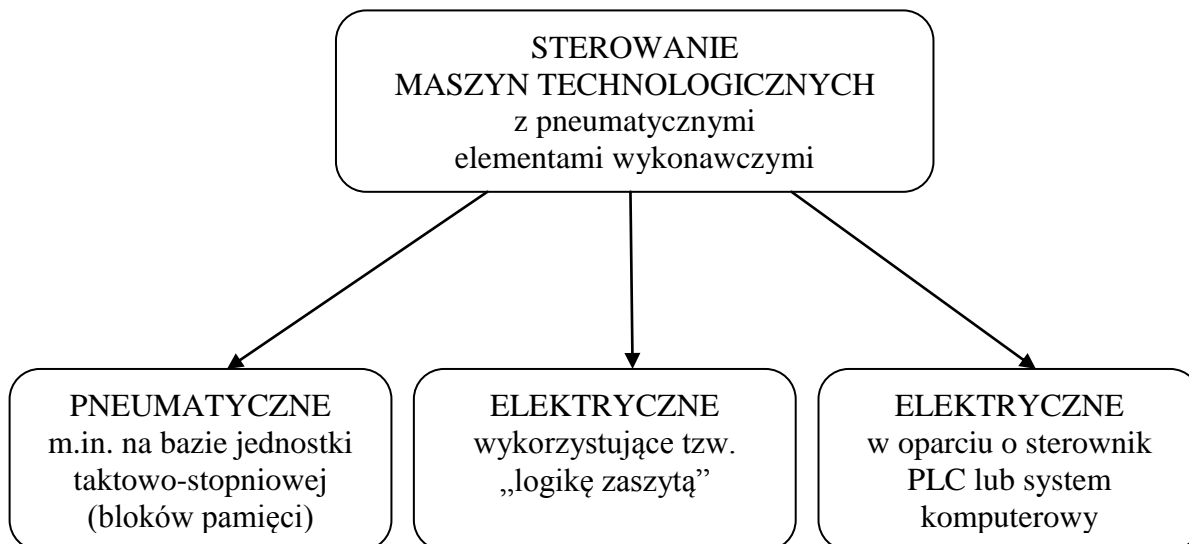 STEROWANIE
MASZYN TECHNOLOGICZNYCH
z pneumatycznymi
elementami wykonawczymi
PNEUMATYCZNE
m.in. na bazie jednostki
taktowo-stopniowej
(bloków pamięci)
ELEKTRYCZNE
wykorzystujące tzw.
„logikę zaszytą”
ELEKTRYCZNE
w oparciu o sterownik
PLC lub system
komputerowy